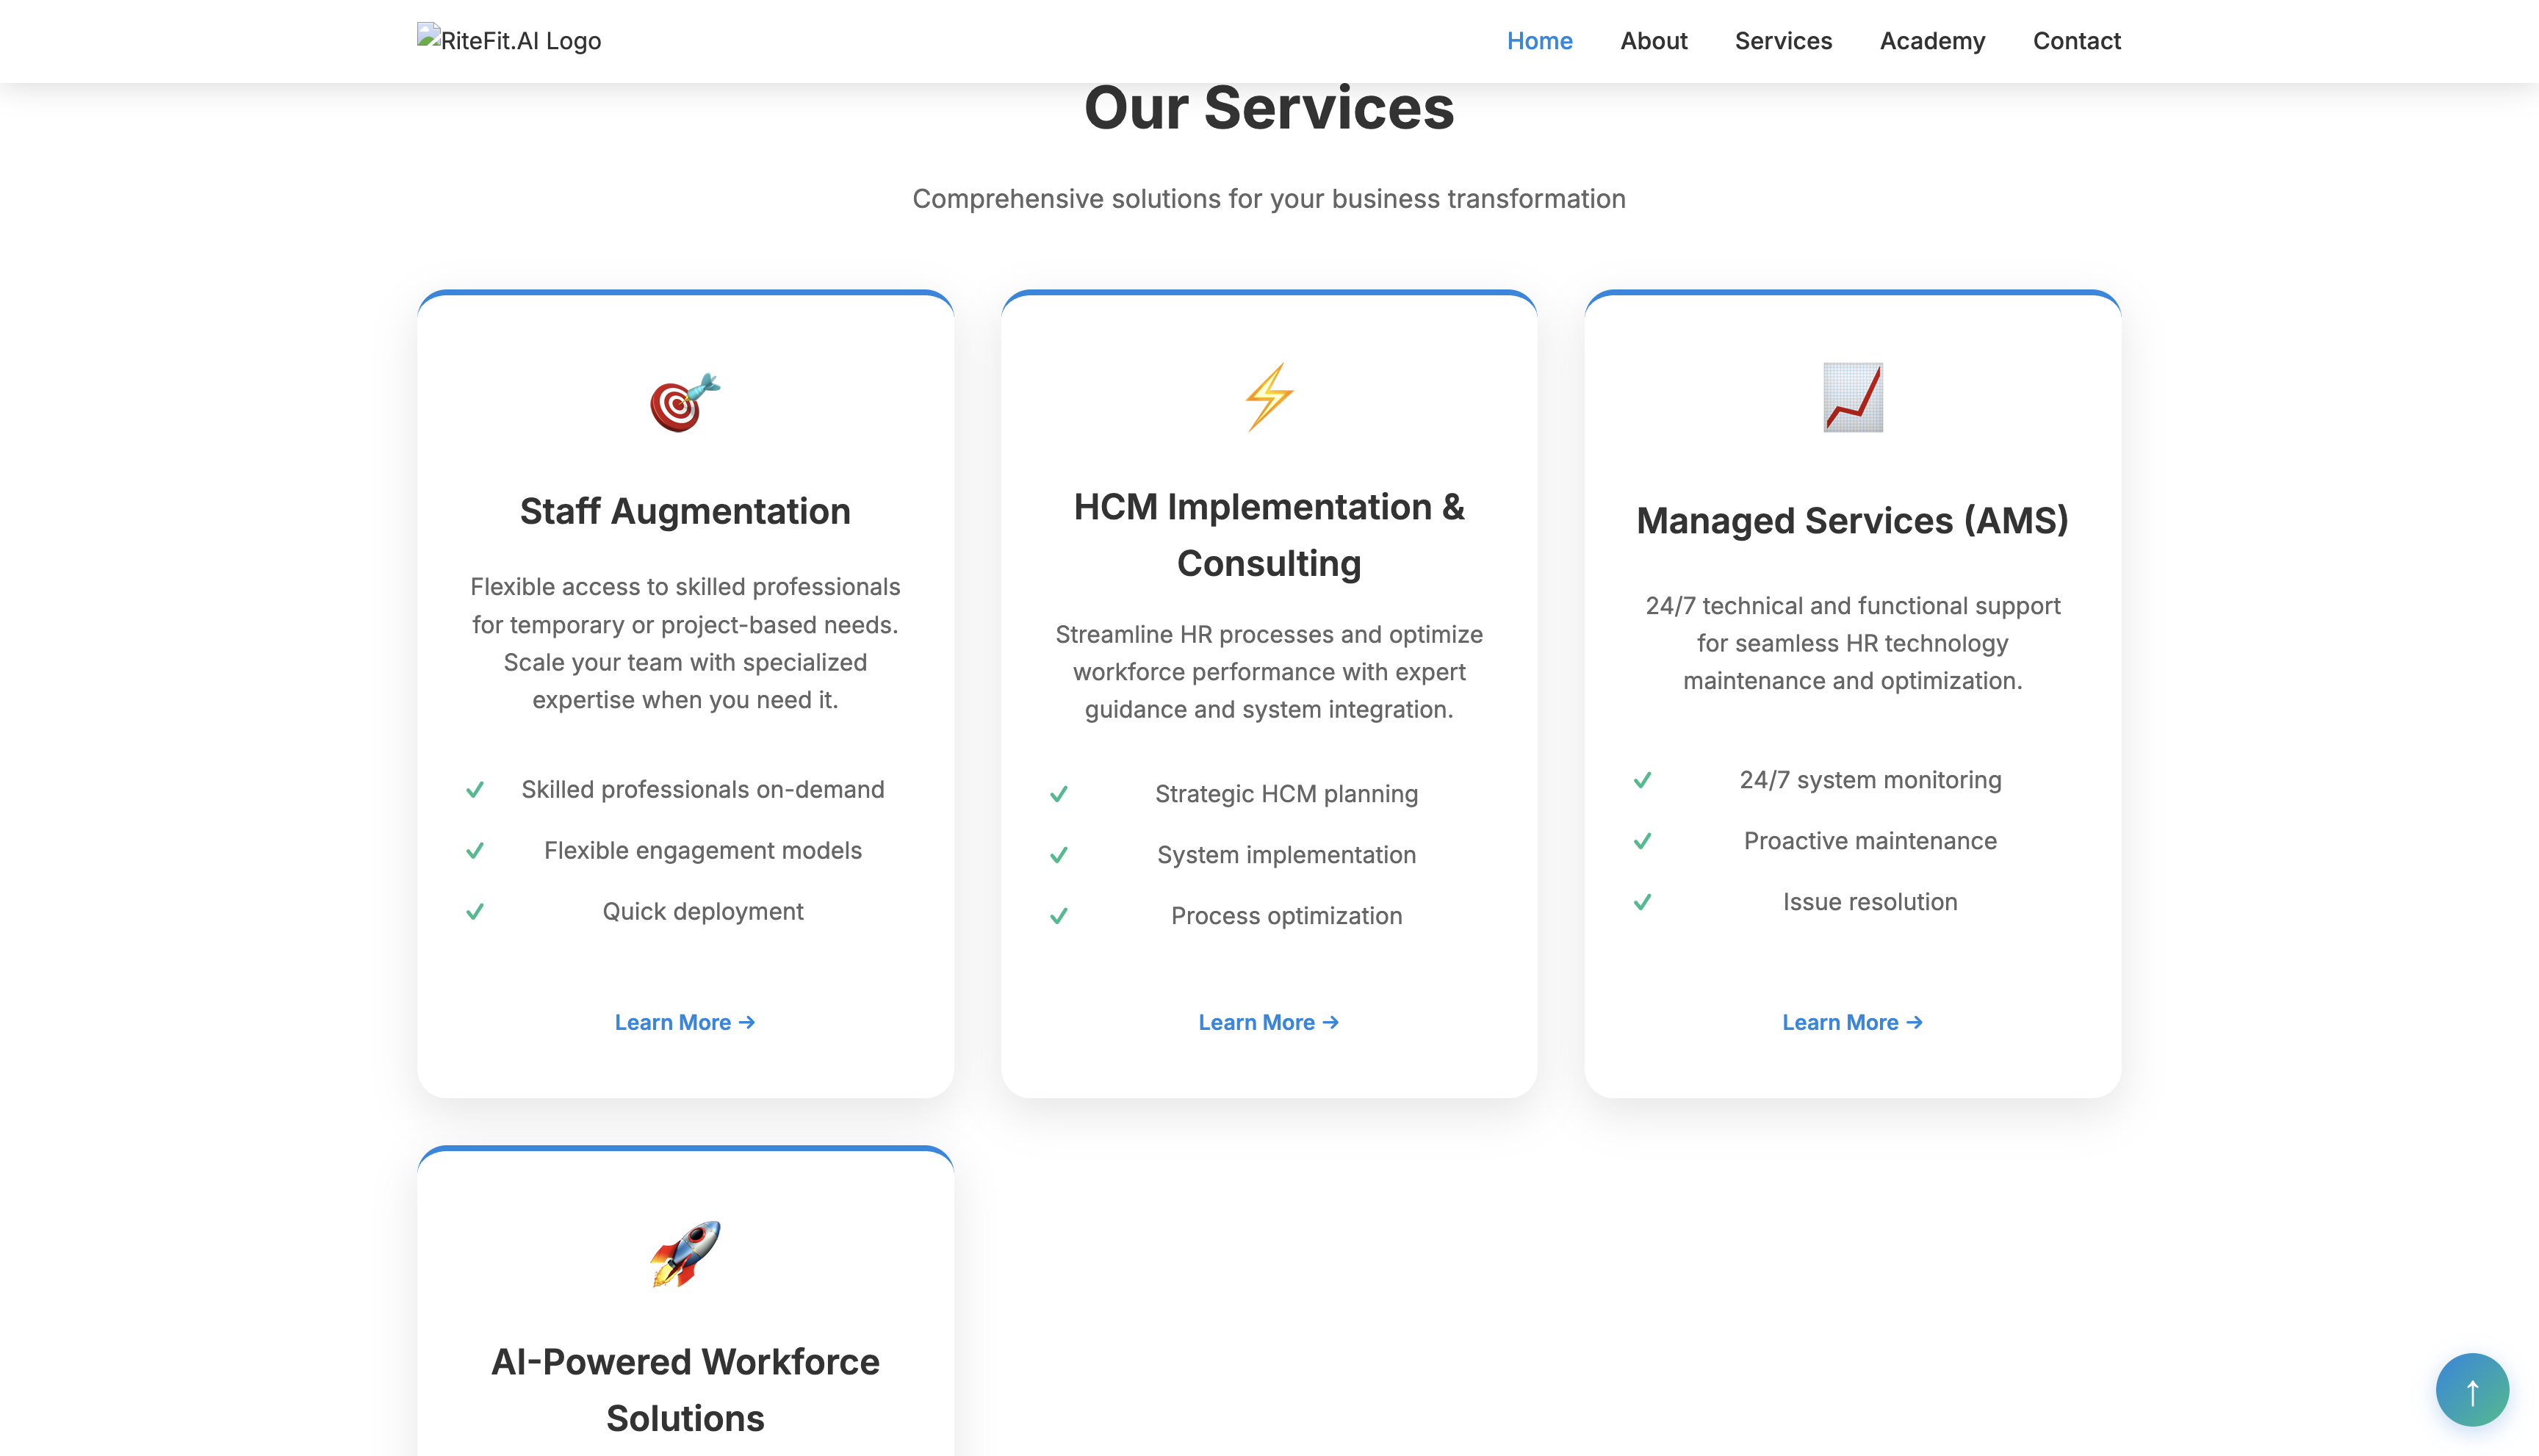 RiteFit.AI Logo
Home About Services Academy Contact
Our Services
Comprehensive solutions for your business transformation
Staff Augmentation
Flexible access to skilled professionals
for temporary or project-based needs.
Scale your team with specialized
expertise when you need it.
✓ Skilled professionals on-demand
✓ Flexible engagement models
✓ Quick deployment
Learn More →
HCM Implementation &
Consulting
Streamline HR processes and optimize
workforce performance with expert
guidance and system integration.
✓ Strategic HCM planning
✓ System implementation
✓ Process optimization
Learn More →
Managed Services (AMS)
24/7 technical and functional support
for seamless HR technology
maintenance and optimization.
✓ 24/7 system monitoring
✓ Proactive maintenance
✓ Issue resolution
Learn More →
AI-Powered Workforce
Solutions
↑